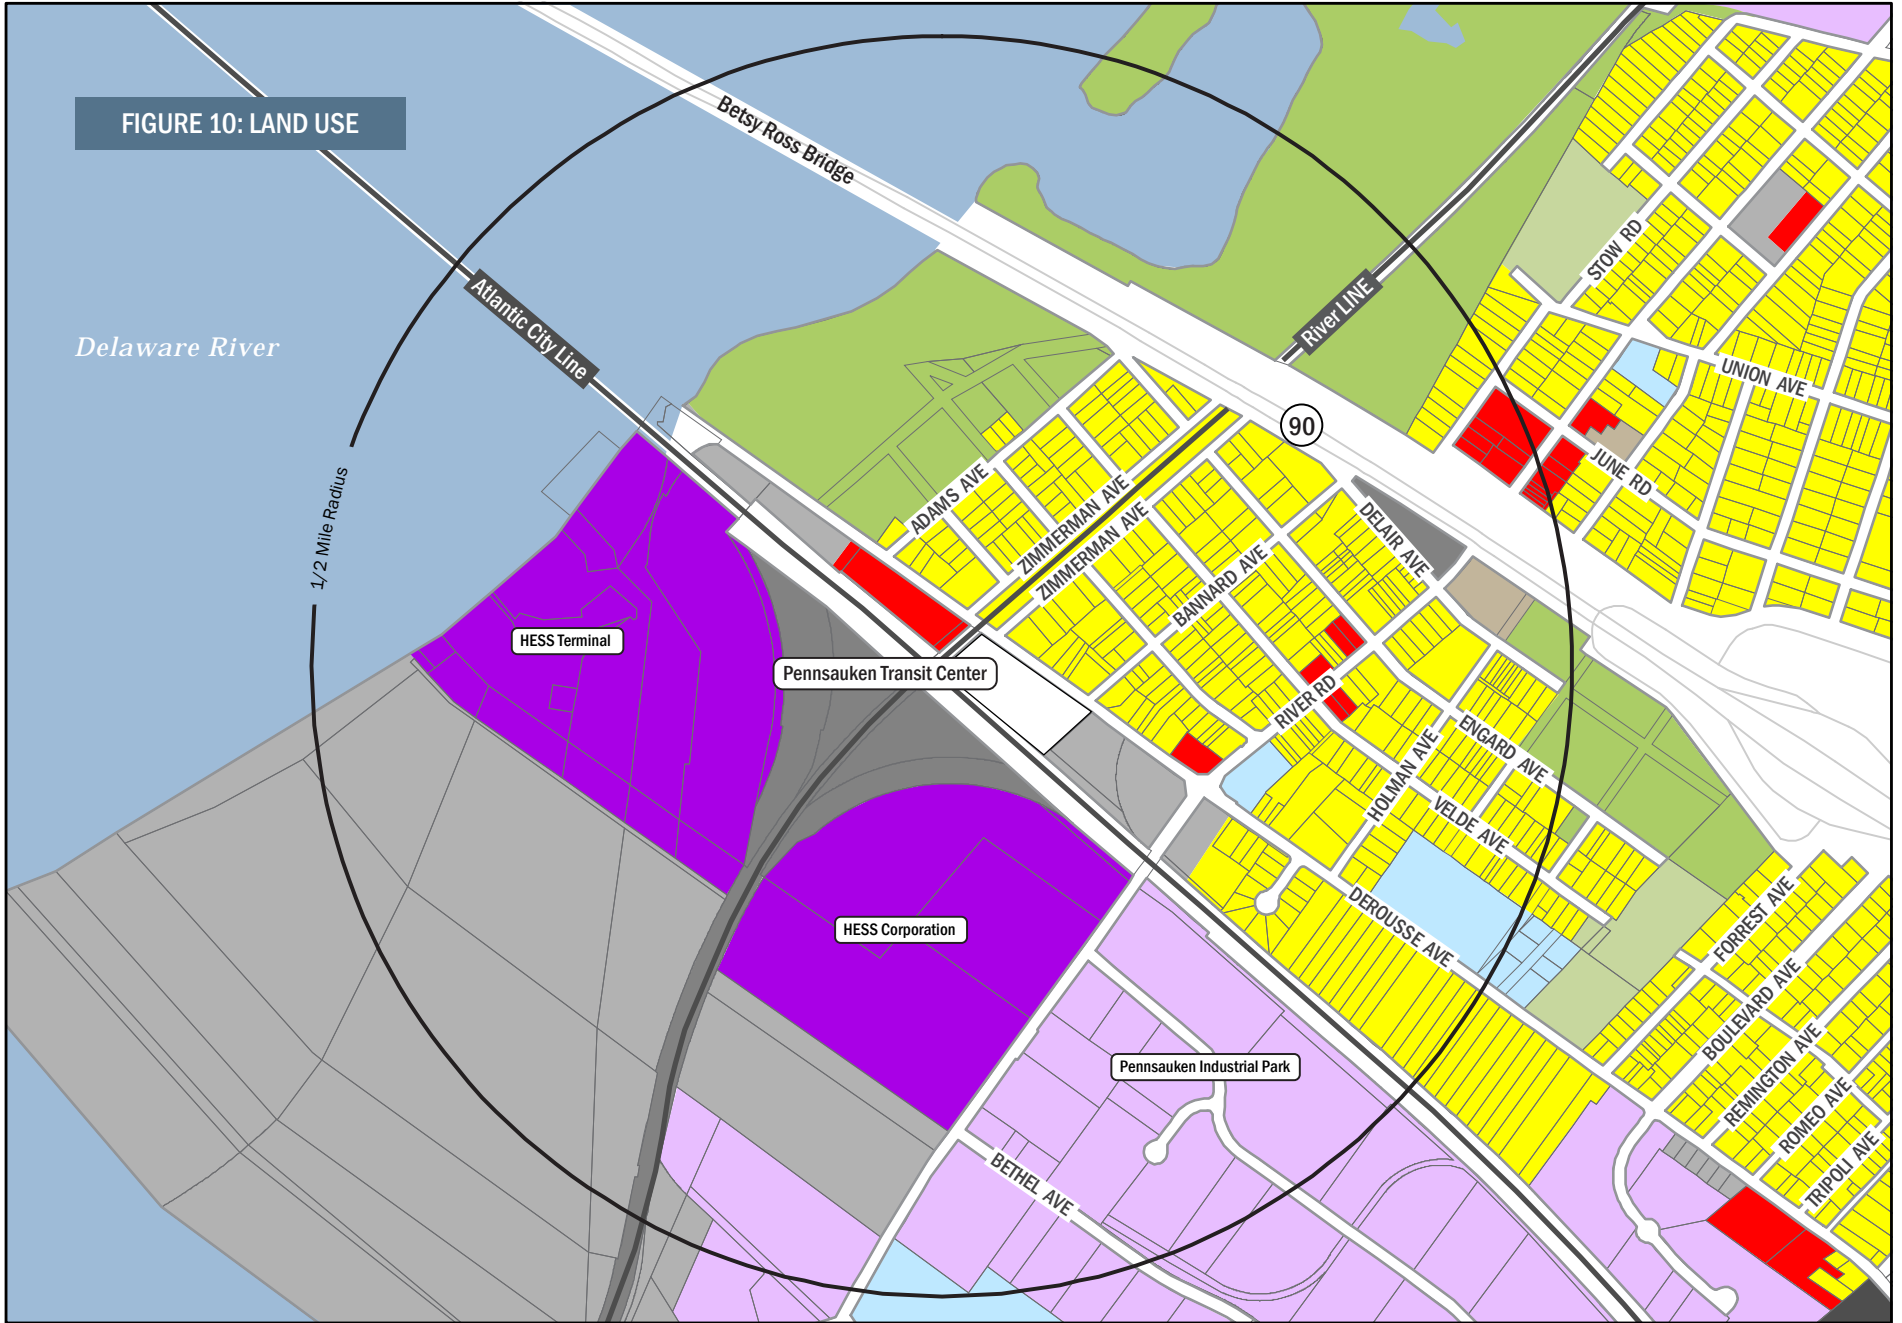 FIGURE 10: LAND USE
Betsy Ross Bridge
Atlantic City Line
River LINE
Delaware River
1/2 Mile Radius
90
STOW RD
UNION AVE
JUNE RD
ADAMS AVE
ZIMMERMAN AVE
ZIMMERMAN AVE
BANNARD AVE
DELAIR AVE
HESS Terminal
Pennsauken Transit Center
RIVER RD
ENGARD AVE
HOLMAN AVE
VELDE AVE
HESS Corporation
DEROUSSE AVE
FORREST AVE
BOULEVARD AVE
REMINGTON AVE
ROMEO AVE
TRIPOLI AVE
Pennsauken Industrial Park
BETHEL AVE